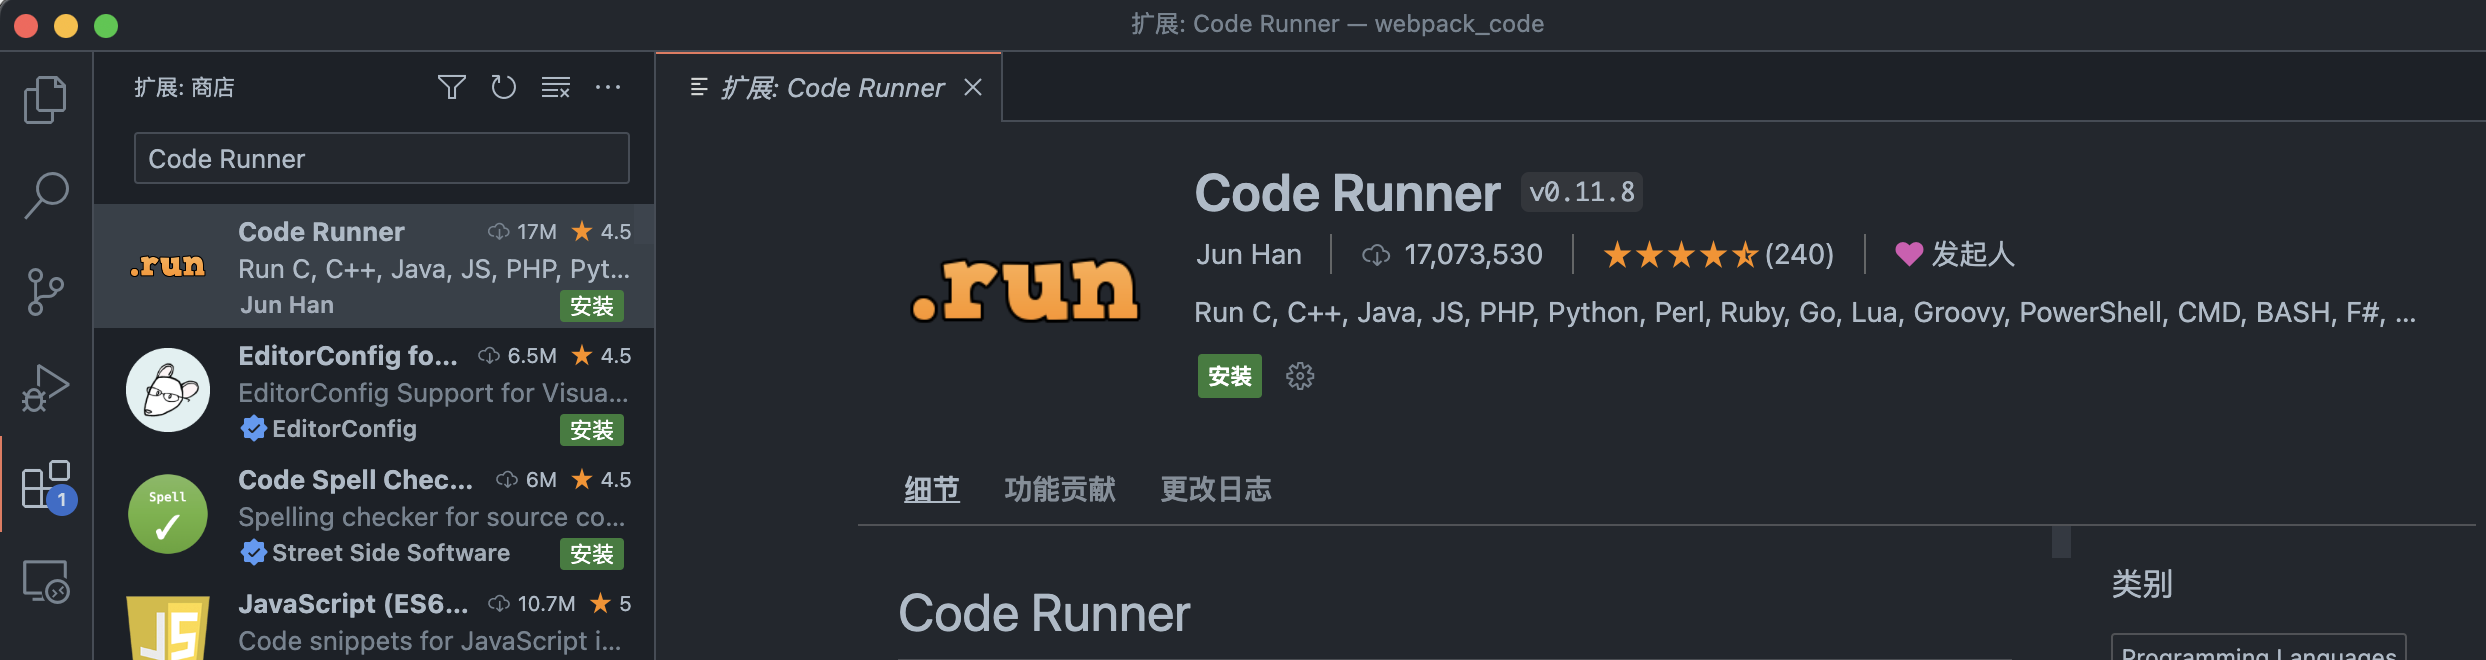 扩展: Code Runner — webpack_code
扩展: 商店
Code Runner
.run
Code Runner 17M ★ 4.5
Run C, C++, Java, JS, PHP, Pyt...
Jun Han 安装
EditorConfig fo... 6.5M ★ 4.5
EditorConfig Support for Visua...
EditorConfig 安装
Spell
Code Spell Chec... 6M ★ 4.5
Spelling checker for source co...
Street Side Software 安装
JS
JavaScript (ES6... 10.7M ★ 5
Code snippets for JavaScript i...
1
扩展: Code Runner
.run
Code Runner v0.11.8
Jun Han 17,073,530 (240) 发起人
Run C, C++, Java, JS, PHP, Python, Perl, Ruby, Go, Lua, Groovy, PowerShell, CMD, BASH, F#, ...
安装
细节 功能贡献 更改日志
Code Runner
类别
Programming Languages